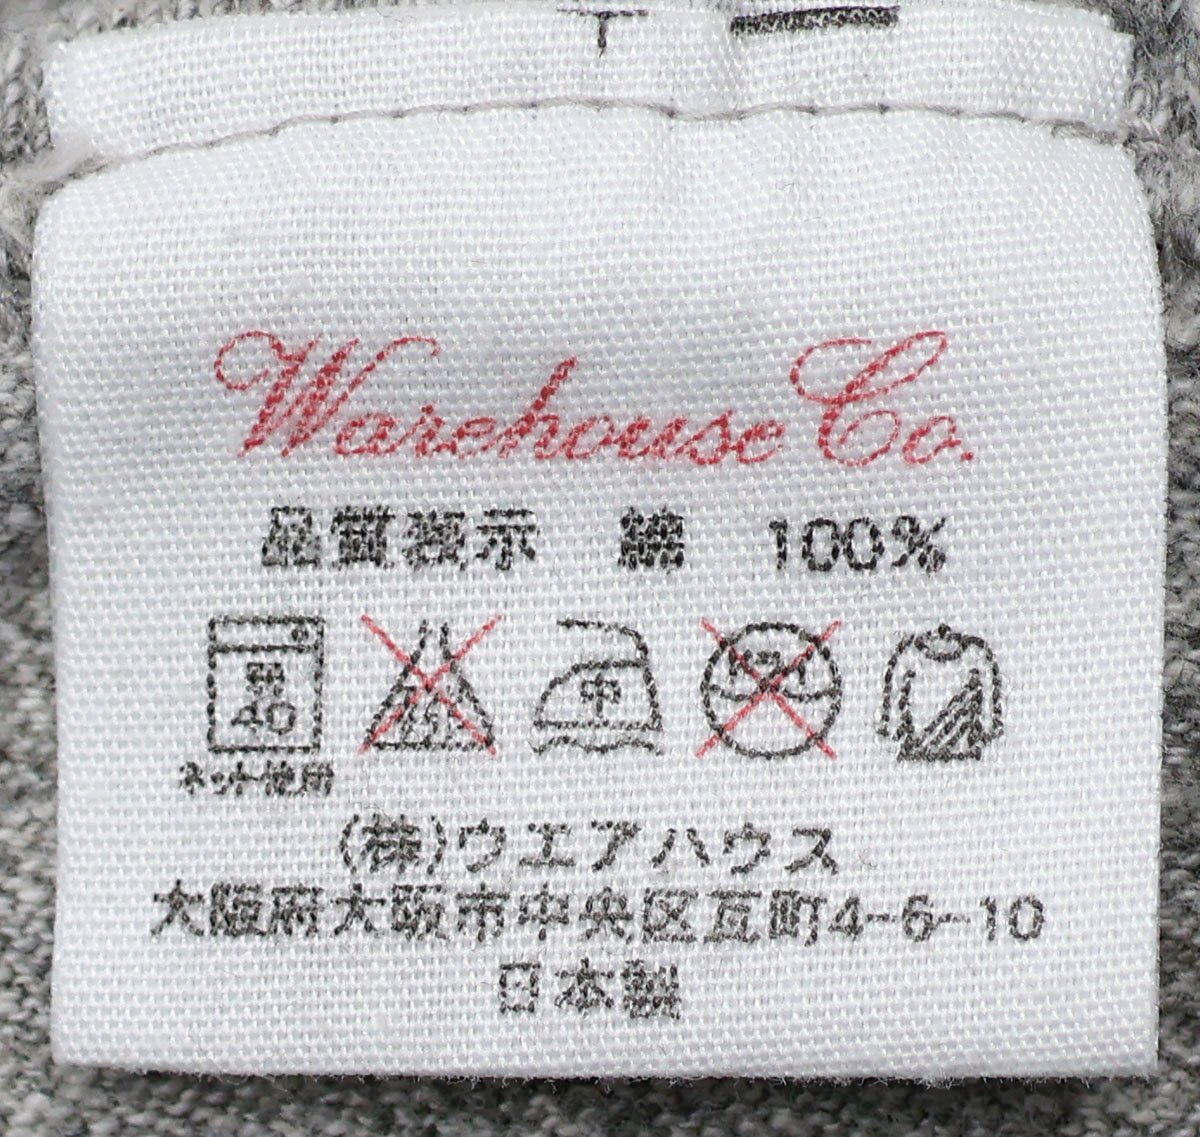 Warehouse Co.
品質表示 綿 100%
弱 40 中
ネット使用
(株)ウエアハウス
大阪府大阪市中央区瓦町4-6-10
日本製